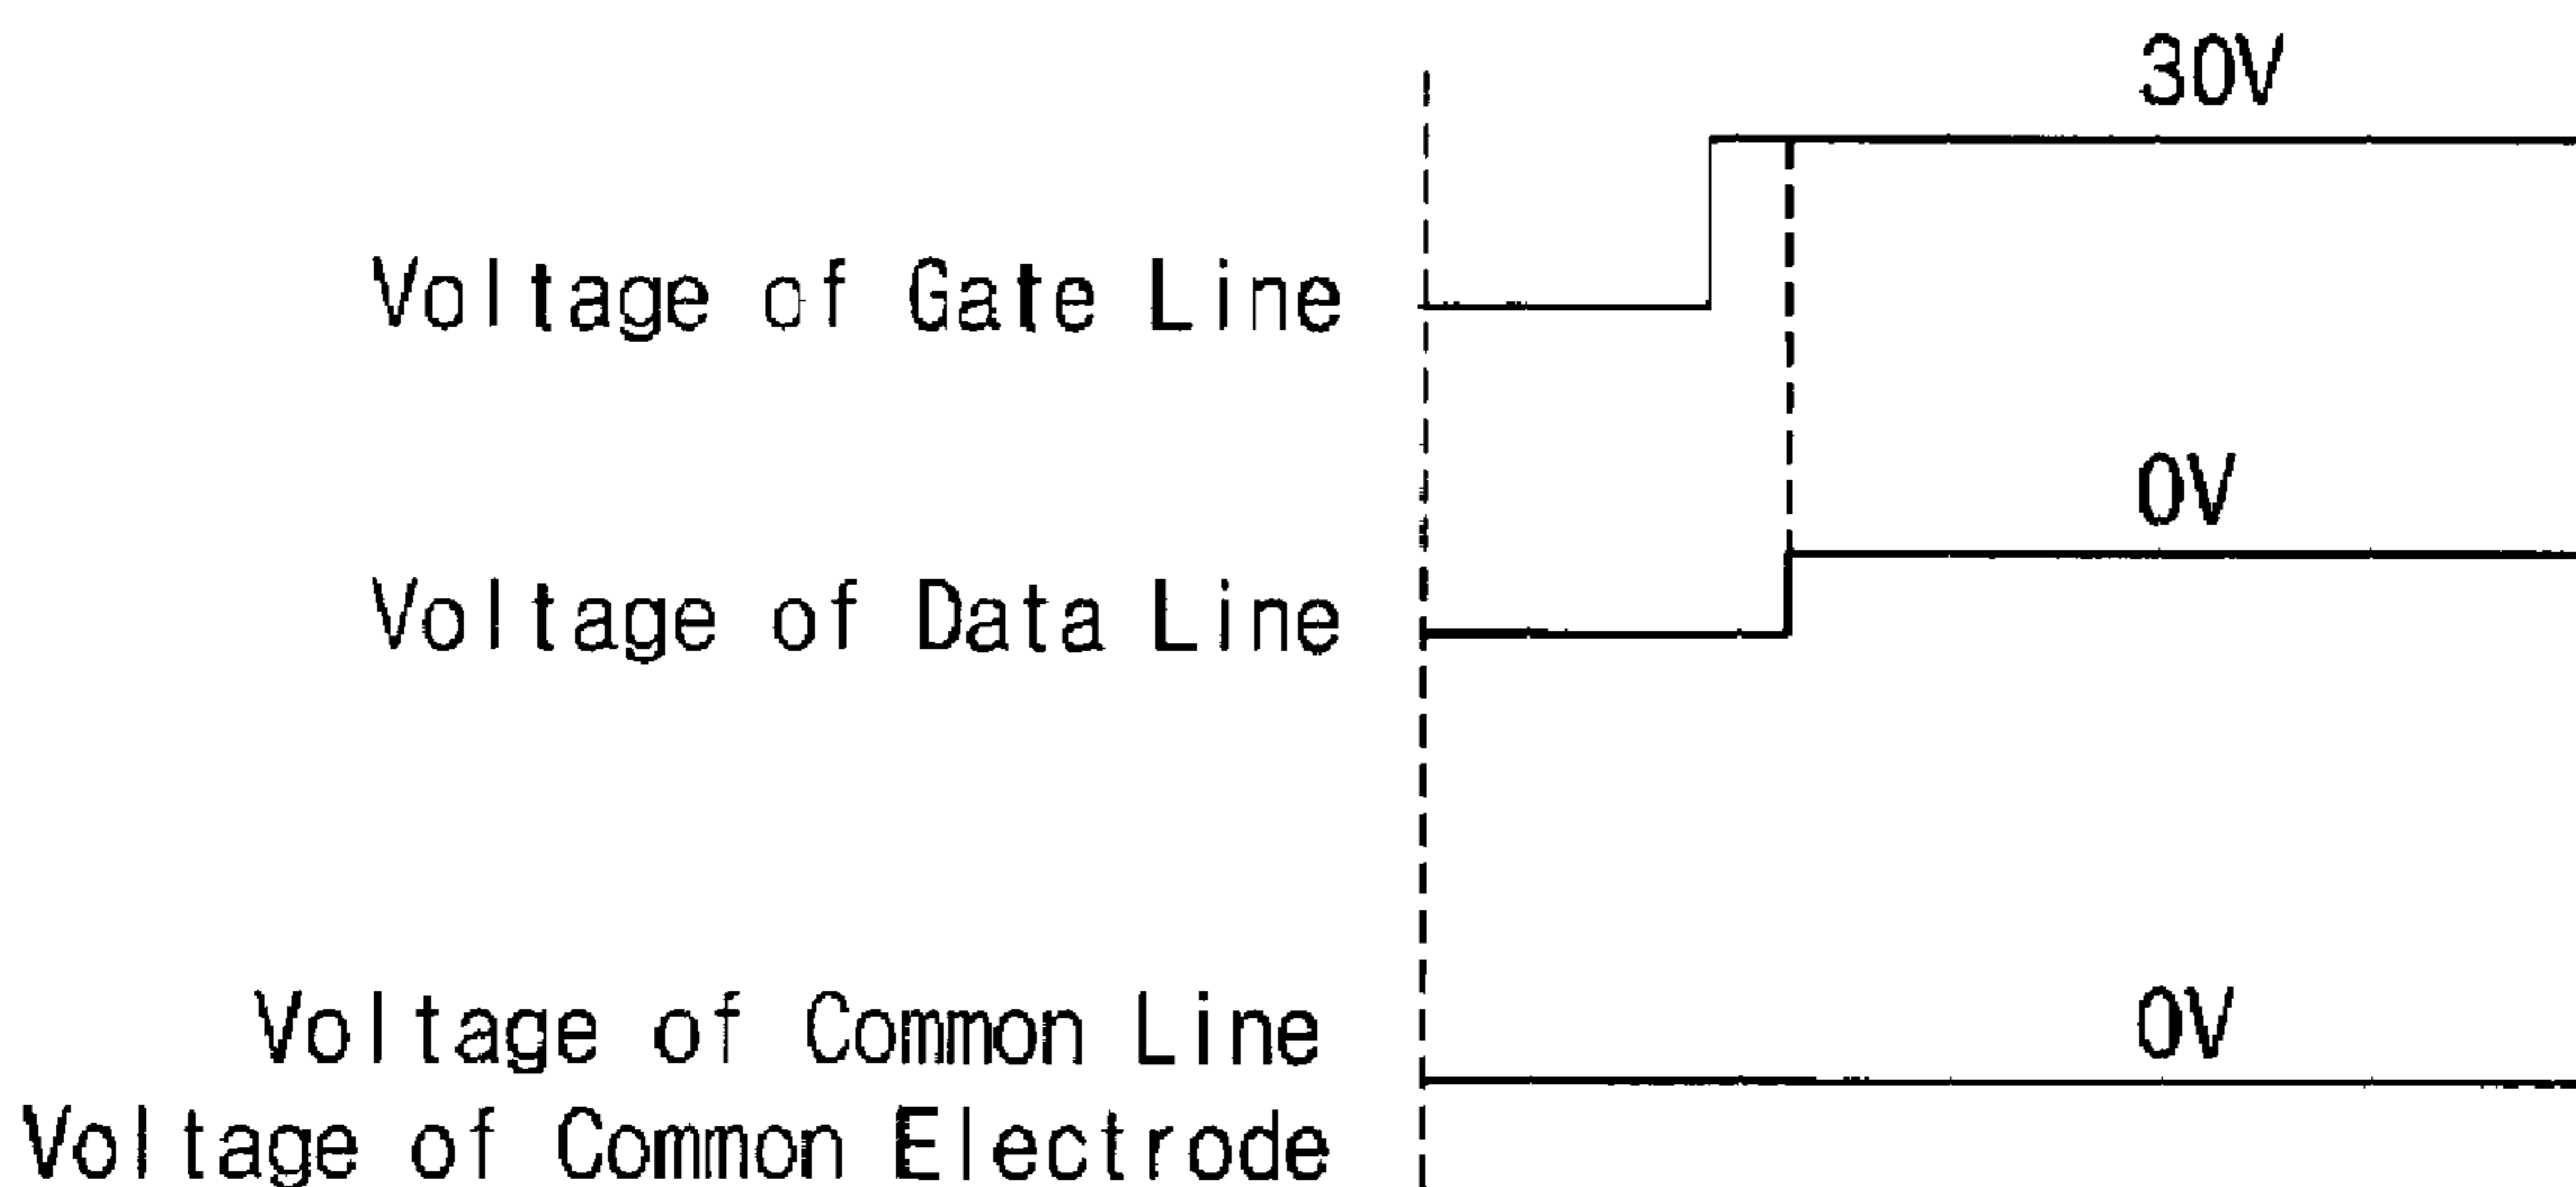 30V
Voltage of Gate Line
0V
Voltage of Data Line
Voltage of Common Line
0V
Voltage of Common Electrode